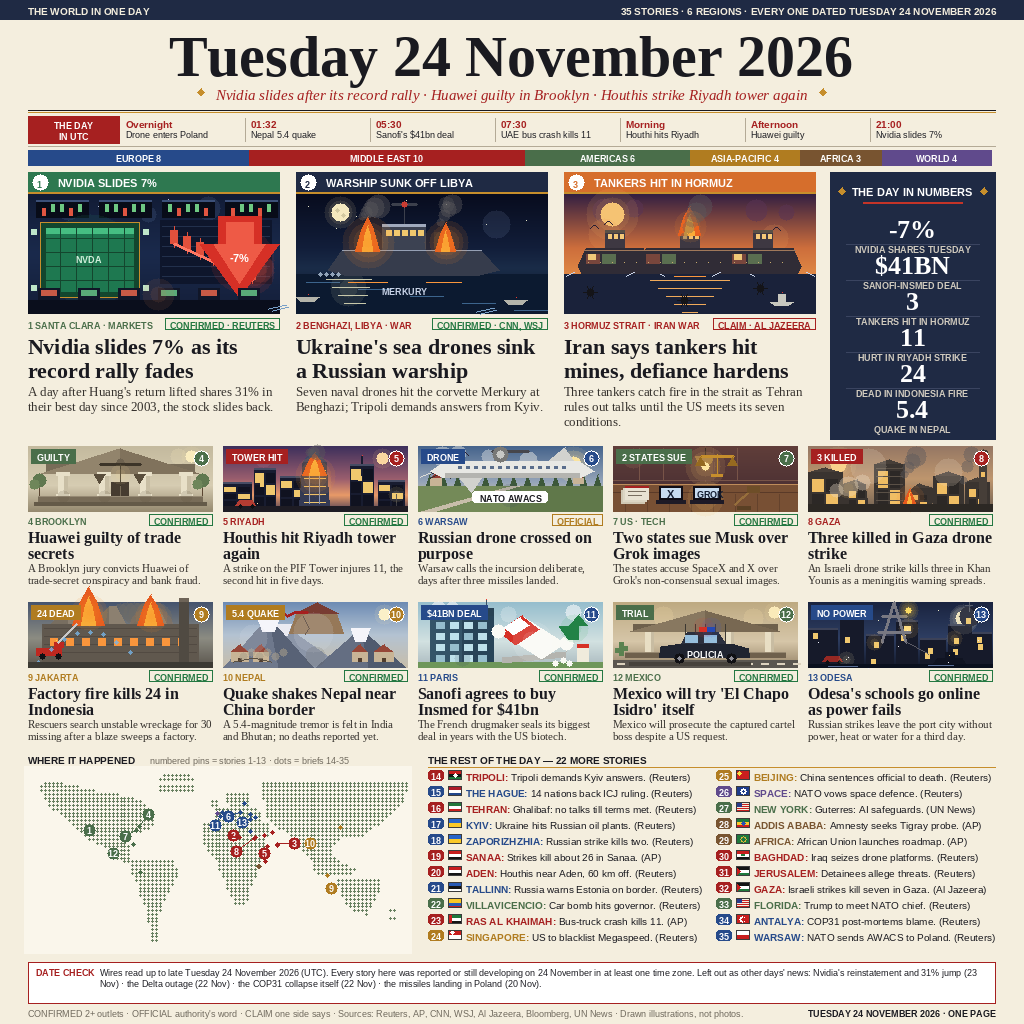 THE WORLD IN ONE DAY
35 STORIES · 6 REGIONS · EVERY ONE DATED TUESDAY 24 NOVEMBER 2026
Tuesday 24 November 2026
Nvidia slides after its record rally · Huawei guilty in Brooklyn · Houthis strike Riyadh tower again
THE DAY
IN UTC
Overnight
Drone enters Poland
01:32
Nepal 5.4 quake
05:30
Sanofi's $41bn deal
07:30
UAE bus crash kills 11
Morning
Houthi hits Riyadh
Afternoon
Huawei guilty
21:00
Nvidia slides 7%
EUROPE 8
MIDDLE EAST 10
AMERICAS 6
ASIA-PACIFIC 4
AFRICA 3
WORLD 4
1 NVIDIA SLIDES 7%
NVDA
-7%
1 SANTA CLARA · MARKETS
CONFIRMED · REUTERS
Nvidia slides 7% as its
record rally fades
A day after Huang's return lifted shares 31% in
their best day since 2003, the stock slides back.
2 WARSHIP SUNK OFF LIBYA
MERKURY
2 BENGHAZI, LIBYA · WAR
CONFIRMED · CNN, WSJ
Ukraine's sea drones sink
a Russian warship
Seven naval drones hit the corvette Merkury at
Benghazi; Tripoli demands answers from Kyiv.
3 TANKERS HIT IN HORMUZ
3 HORMUZ STRAIT · IRAN WAR
CLAIM · AL JAZEERA
Iran says tankers hit
mines, defiance hardens
Three tankers catch fire in the strait as Tehran
rules out talks until the US meets its seven
conditions.
THE DAY IN NUMBERS
-7%
NVIDIA SHARES TUESDAY
$41BN
SANOFI-INSMED DEAL
3
TANKERS HIT IN HORMUZ
11
HURT IN RIYADH STRIKE
24
DEAD IN INDONESIA FIRE
5.4
QUAKE IN NEPAL
GUILTY
4
4 BROOKLYN
CONFIRMED
Huawei guilty of trade
secrets
A Brooklyn jury convicts Huawei of
trade-secret conspiracy and bank fraud.
TOWER HIT
5
5 RIYADH
CONFIRMED
Houthis hit Riyadh tower
again
A strike on the PIF Tower injures 11, the
second hit in five days.
DRONE
6
NATO AWACS
6 WARSAW
OFFICIAL
Russian drone crossed on
purpose
Warsaw calls the incursion deliberate,
days after three missiles landed.
2 STATES SUE
7
X
GROK
7 US · TECH
CONFIRMED
Two states sue Musk over
Grok images
The states accuse SpaceX and X over
Grok's non-consensual sexual images.
3 KILLED
8
8 GAZA
CONFIRMED
Three killed in Gaza drone
strike
An Israeli drone strike kills three in Khan
Younis as a meningitis warning spreads.
24 DEAD
9
9 JAKARTA
CONFIRMED
Factory fire kills 24 in
Indonesia
Rescuers search unstable wreckage for 30
missing after a blaze sweeps a factory.
5.4 QUAKE
10
10 NEPAL
CONFIRMED
Quake shakes Nepal near
China border
A 5.4-magnitude tremor is felt in India
and Bhutan; no deaths reported yet.
$41BN DEAL
11
11 PARIS
CONFIRMED
Sanofi agrees to buy
Insmed for $41bn
The French drugmaker seals its biggest
deal in years with the US biotech.
TRIAL
12
POLICIA
12 MEXICO
CONFIRMED
Mexico will try 'El Chapo
Isidro' itself
Mexico will prosecute the captured cartel
boss despite a US request.
NO POWER
13
13 ODESA
CONFIRMED
Odesa's schools go online
as power fails
Russian strikes leave the port city without
power, heat or water for a third day.
WHERE IT HAPPENED
numbered pins = stories 1-13 · dots = briefs 14-35
1
4
7
12
11
6
13
2
8
5
3
10
9
THE REST OF THE DAY — 22 MORE STORIES
14 TRIPOLI: Tripoli demands Kyiv answers. (Reuters)
15 THE HAGUE: 14 nations back ICJ ruling. (Reuters)
16 TEHRAN: Ghalibaf: no talks till terms met. (Reuters)
17 KYIV: Ukraine hits Russian oil plants. (Reuters)
18 ZAPORIZHZHIA: Russian strike kills two. (Reuters)
19 SANAA: Strikes kill about 26 in Sanaa. (AP)
20 ADEN: Houthis near Aden, 60 km off. (Reuters)
21 TALLINN: Russia warns Estonia on border. (Reuters)
22 VILLAVICENCIO: Car bomb hits governor. (Reuters)
23 RAS AL KHAIMAH: Bus-truck crash kills 11. (AP)
24 SINGAPORE: US to blacklist Megaspeed. (Reuters)
25 BEIJING: China sentences official to death. (Reuters)
26 SPACE: NATO vows space defence. (Reuters)
27 NEW YORK: Guterres: AI safeguards. (UN News)
28 ADDIS ABABA: Amnesty seeks Tigray probe. (AP)
29 AFRICA: African Union launches roadmap. (AP)
30 BAGHDAD: Iraq seizes drone platforms. (Reuters)
31 JERUSALEM: Detainees allege threats. (Reuters)
32 GAZA: Israeli strikes kill seven in Gaza. (Al Jazeera)
33 FLORIDA: Trump to meet NATO chief. (Reuters)
34 ANTALYA: COP31 post-mortems blame. (Reuters)
35 WARSAW: NATO sends AWACS to Poland. (Reuters)
DATE CHECK
Wires read up to late Tuesday 24 November 2026 (UTC). Every story here was reported or still developing on 24 November in at least one time zone. Left out as other days' news: Nvidia's reinstatement and 31% jump (23
Nov) · the Delta outage (22 Nov) · the COP31 collapse itself (22 Nov) · the missiles landing in Poland (20 Nov).
CONFIRMED 2+ outlets · OFFICIAL authority's word · CLAIM one side says · Sources: Reuters, AP, CNN, WSJ, Al Jazeera, Bloomberg, UN News · Drawn illustrations, not photos.
TUESDAY 24 NOVEMBER 2026 · ONE PAGE